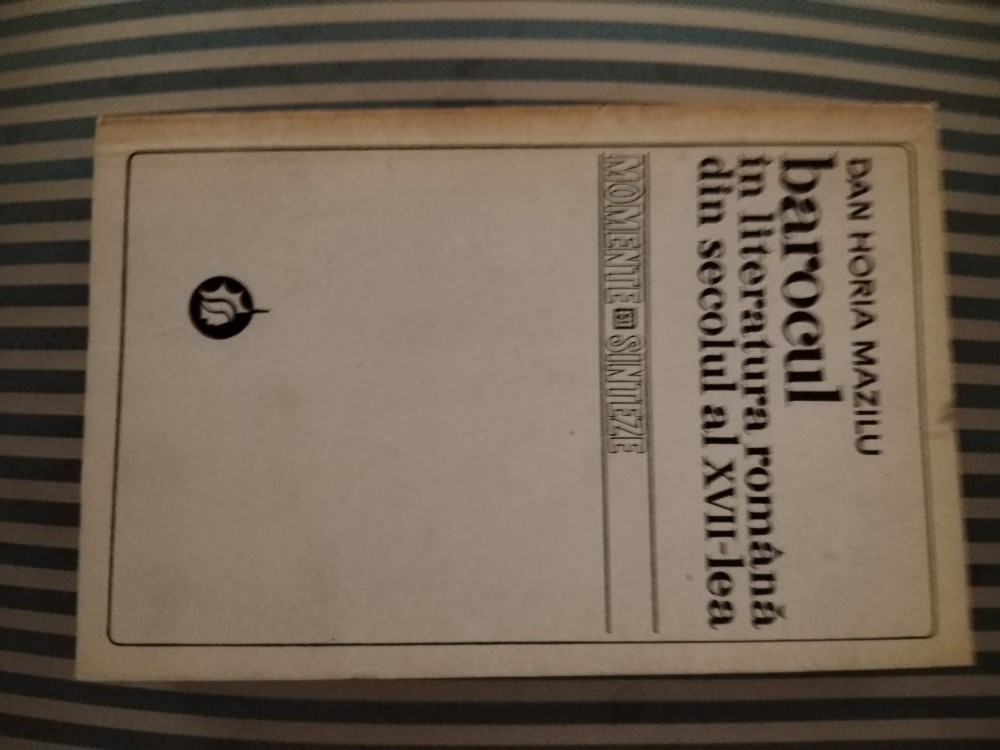 DAN HORIA MAZILU
barocul
în literatura română
din secolul al XVII-lea
MOMENTE ȘI SINTEZE